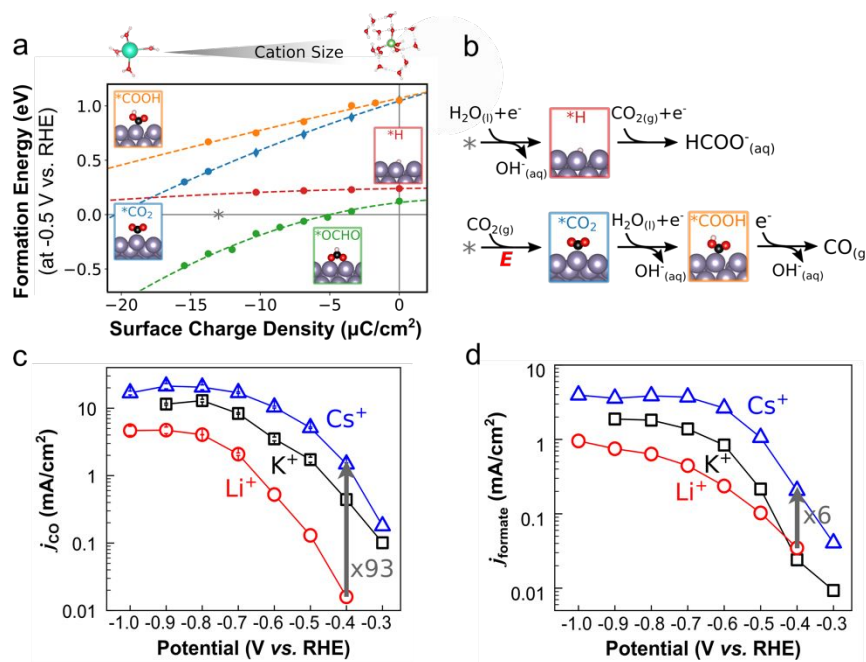 a
Cation Size
Formation Energy (eV)
(at -0.5 V vs. RHE)
1.0
0.5
0.0
−0.5
*COOH
*H
*CO₂
*OCHO
−20
−15
−10
−5
0
Surface Charge Density (μC/cm²)
b
H₂O(l)+e⁻
*H
CO₂(g)+e⁻
*
OH⁻(aq)
HCOO⁻(aq)
CO₂(g)
*CO₂
H₂O(l)+e⁻
*COOH
e⁻
*
E
OH⁻(aq)
OH⁻(aq)
CO(g
c
jCO (mA/cm²)
10
1
0.1
0.01
Cs⁺
K⁺
Li⁺
x93
-1.0 -0.9 -0.8 -0.7 -0.6 -0.5 -0.4 -0.3
Potential (V vs. RHE)
d
jformate (mA/cm²)
10
1
0.1
0.01
Cs⁺
K⁺
Li⁺
x6
-1.0 -0.9 -0.8 -0.7 -0.6 -0.5 -0.4 -0.3
Potential (V vs. RHE)